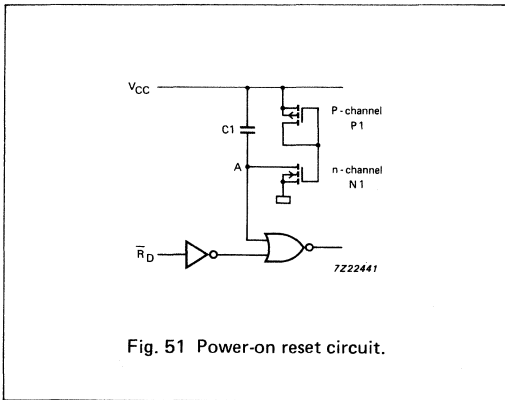 VCC
P-channel
P1
C1
A
n-channel
N1
R̅D
7Z22441
Fig. 51 Power-on reset circuit.